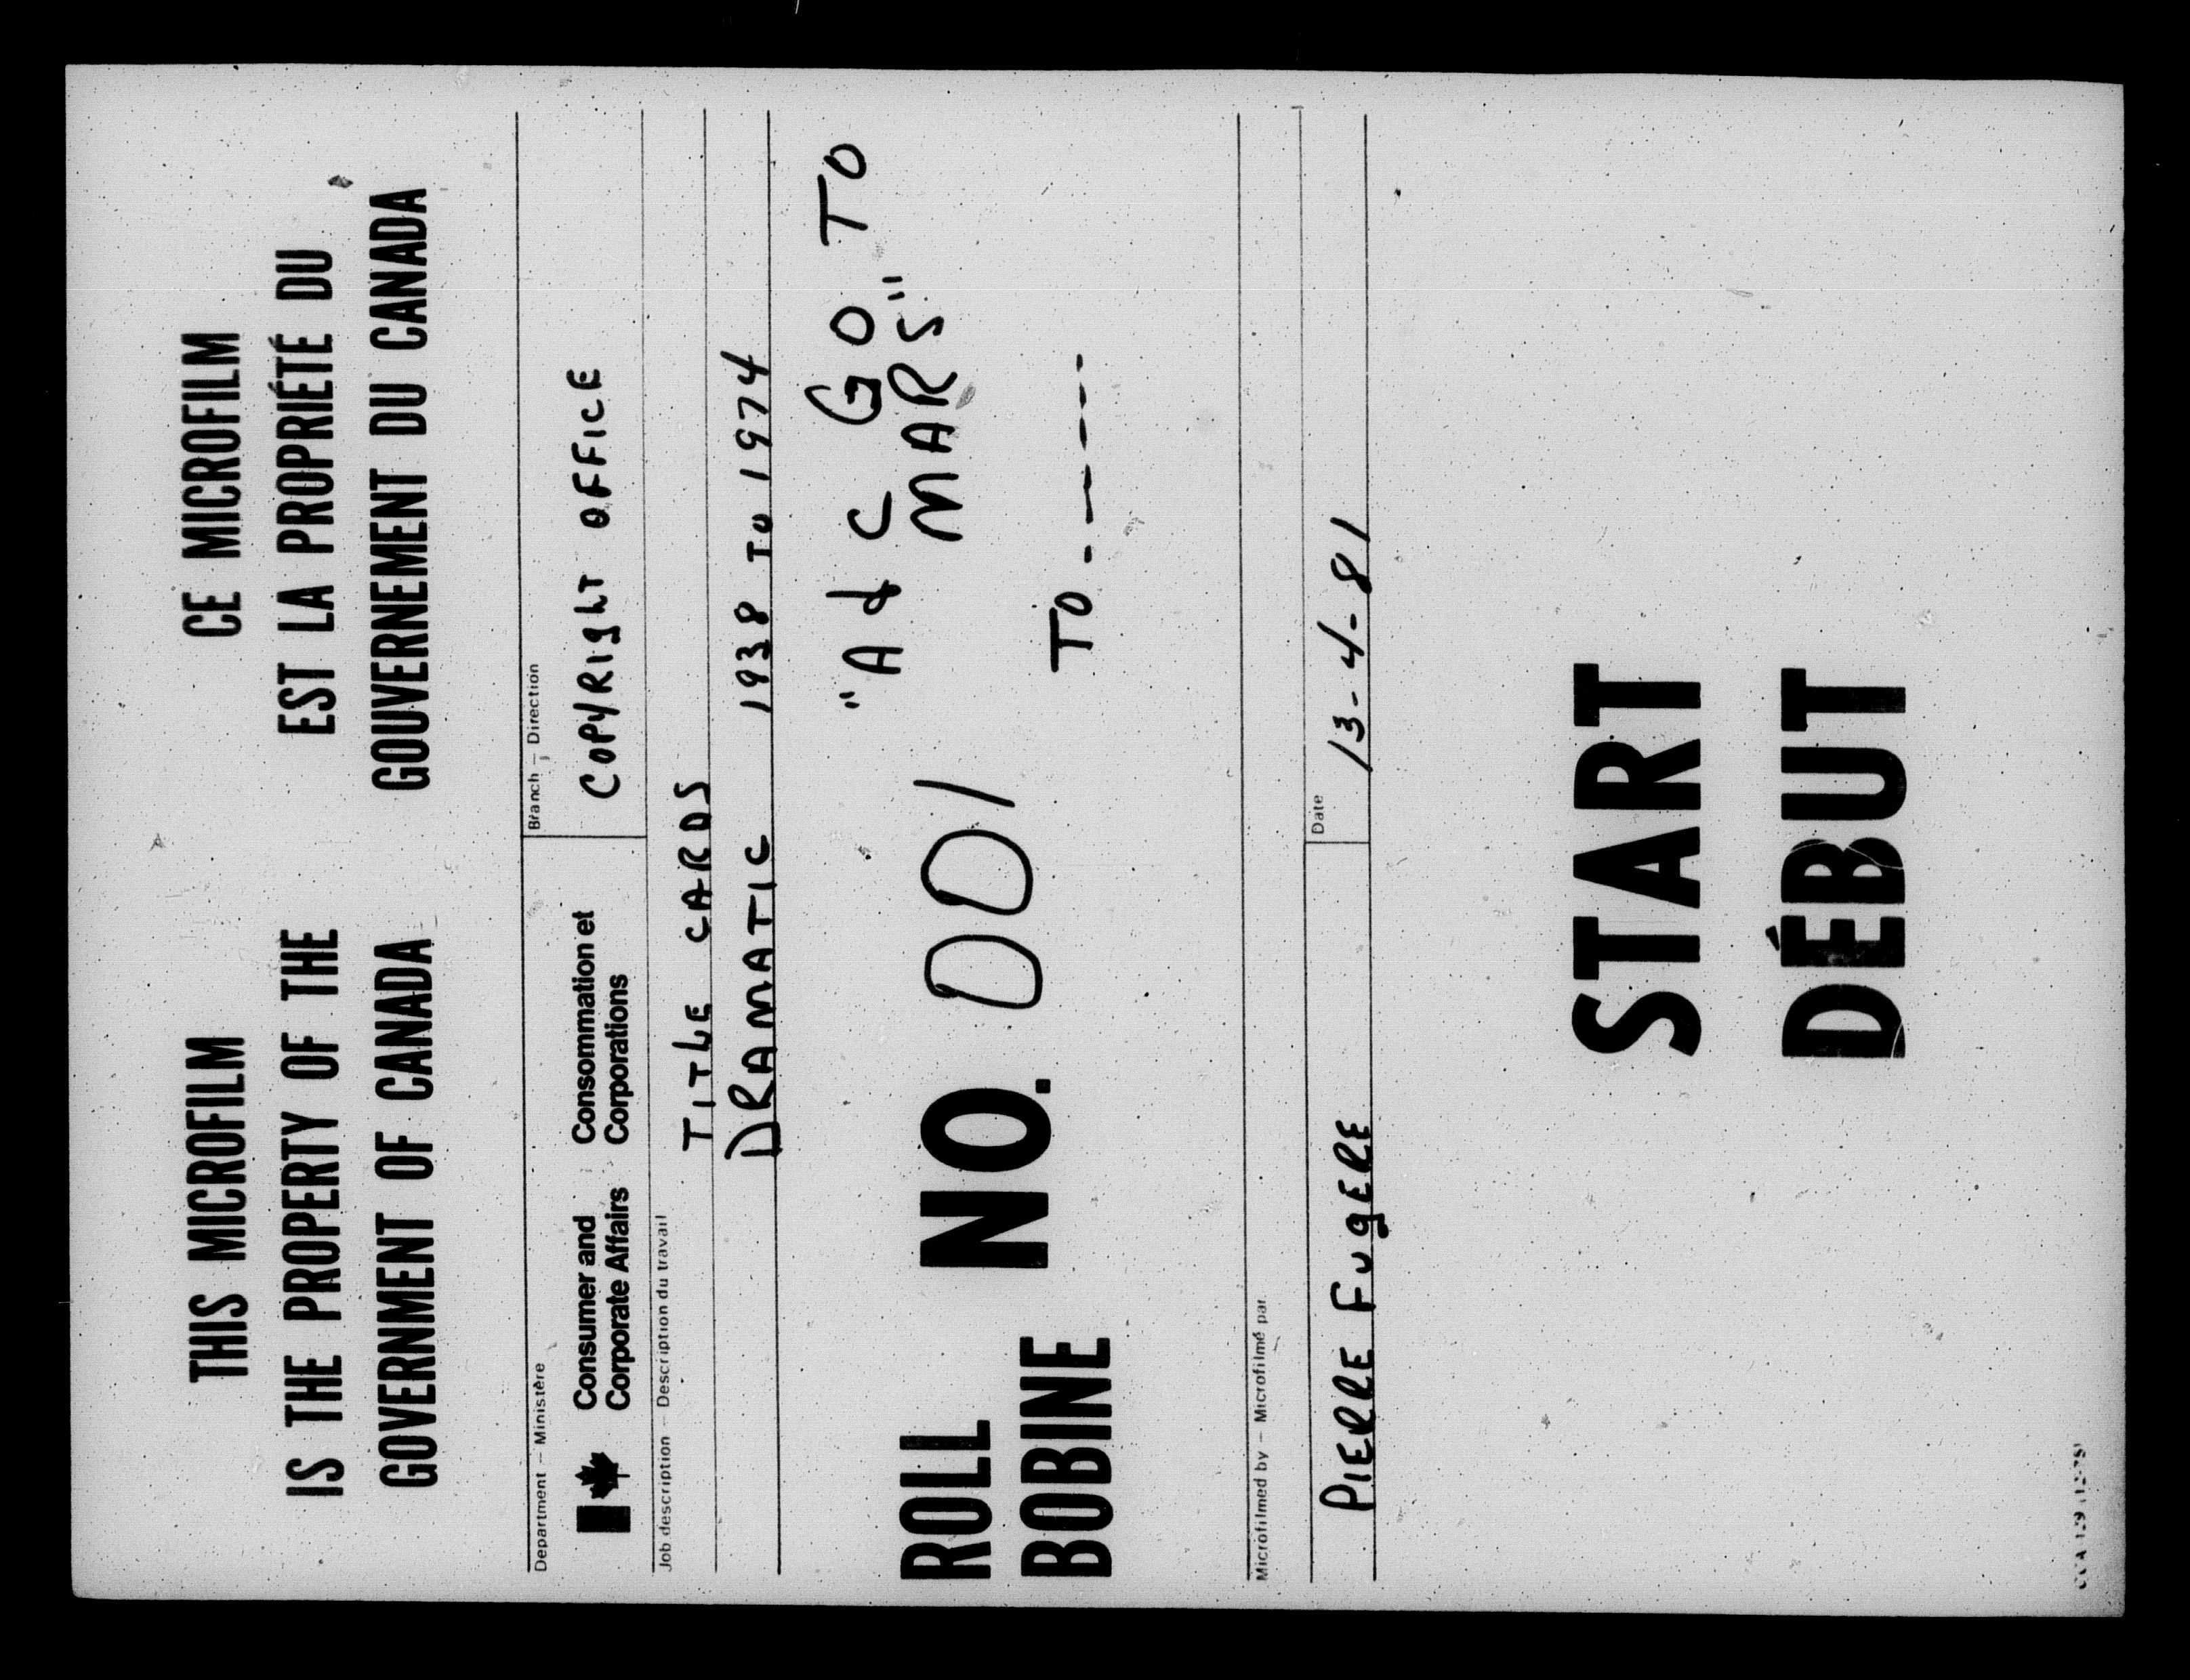 THIS MICROFILM
IS THE PROPERTY OF THE
GOVERNMENT OF CANADA
CE MICROFILM
EST LA PROPRIÉTÉ DU
GOUVERNEMENT DU CANADA
Department – Ministère
Consumer and
Corporate Affairs
Consommation et
Corporations
Branch – Direction
COPYRIGHT OFFICE
Job description – Description du travail
TITLE CARDS
DRAMATIC 1938 TO 1974
ROLL
BOBINE
NO. 001
"A & C GO TO
MARS"
TO ------
Microfilmed by – Microfilmé par
PIERRE FUGERE
Date
13-4-81
START
DÉBUT